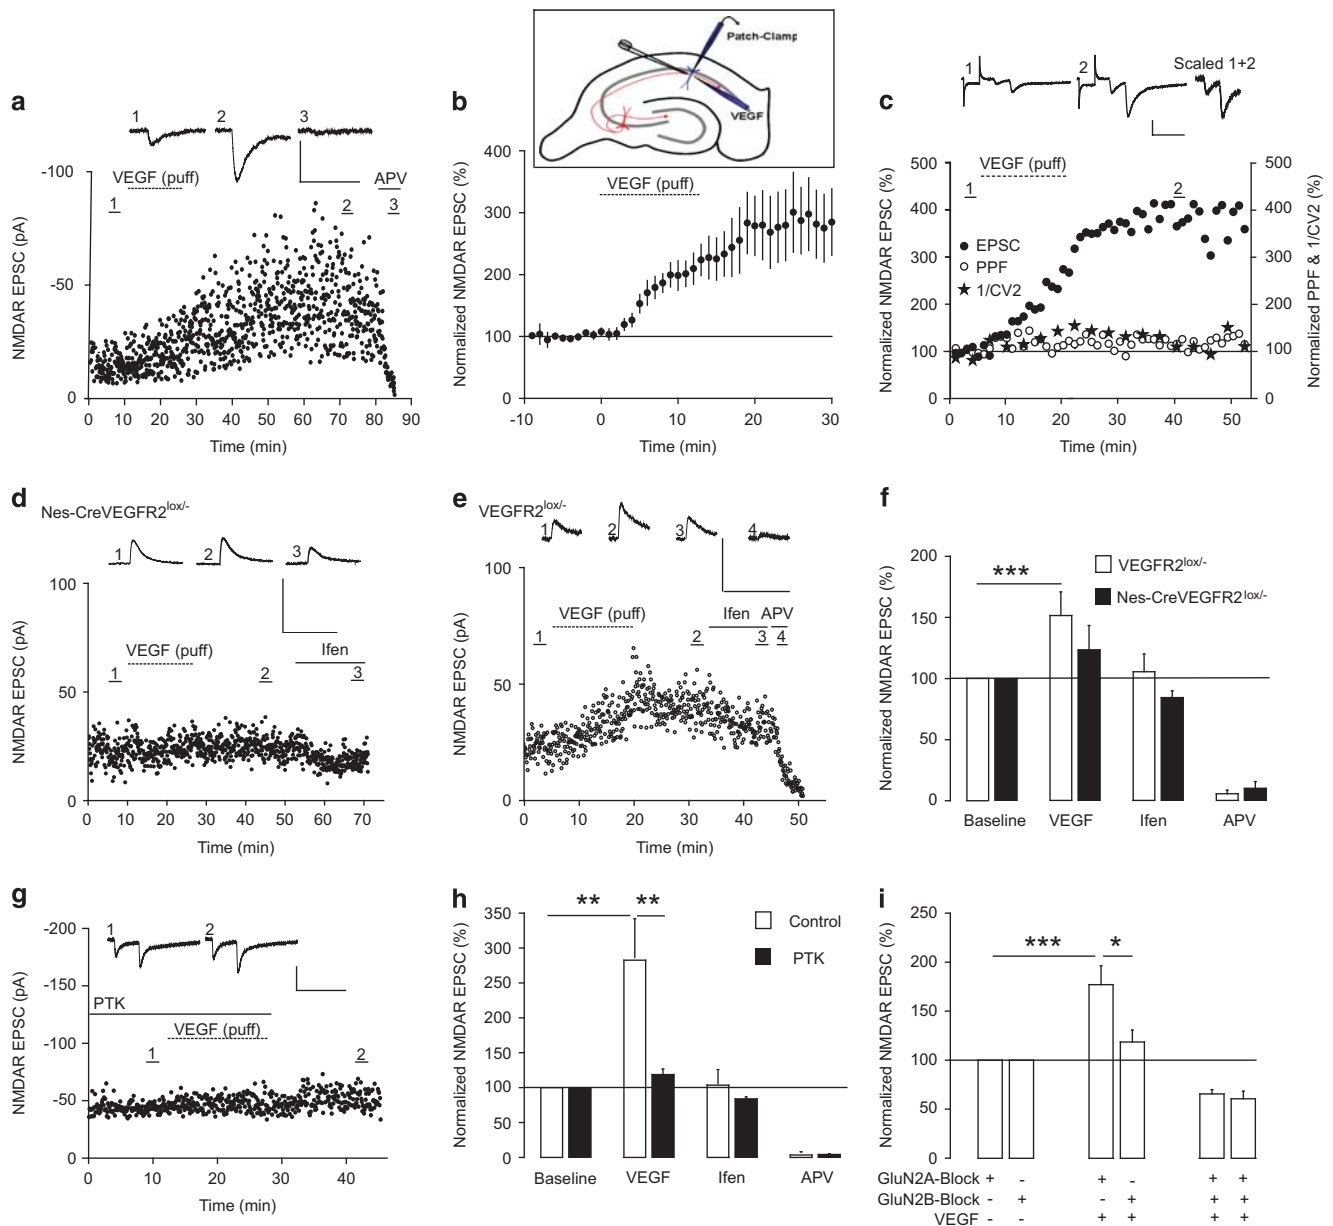 a
1
2
3
VEGF (puff)
APV
1
2
3
-100
-50
0
NMDAR EPSC (pA)
0 10 20 30 40 50 60 70 80 90
Time (min)
b
Patch-Clamp
VEGF
VEGF (puff)
400
300
200
100
0
Normalized NMDAR EPSC (%)
-10 0 10 20 30
Time (min)
c
1
2
Scaled 1+2
VEGF (puff)
1
2
EPSC
PPF
1/CV2
500
400
300
200
100
0
Normalized NMDAR EPSC (%)
500
400
300
200
100
0
Normalized PPF & 1/CV2 (%)
0 10 20 30 40 50
Time (min)
d
Nes-CreVEGFR2lox/-
1
2
3
VEGF (puff)
Ifen
1
2
3
100
50
0
NMDAR EPSC (pA)
0 10 20 30 40 50 60 70
Time (min)
e
VEGFR2lox/-
1
2
3
4
VEGF (puff)
Ifen
APV
1
2
3
4
100
50
0
NMDAR EPSC (pA)
0 10 20 30 40 50
Time (min)
f
***
VEGFR2lox/-
Nes-CreVEGFR2lox/-
200
150
100
50
0
Normalized NMDAR EPSC (%)
Baseline VEGF Ifen APV
g
1
2
PTK
VEGF (puff)
1
2
-200
-150
-100
-50
0
NMDAR EPSC (pA)
0 10 20 30 40
Time (min)
h
** **
Control
PTK
350
300
250
200
150
100
50
0
Normalized NMDAR EPSC (%)
Baseline VEGF Ifen APV
i
*** *
250
200
150
100
50
0
Normalized NMDAR EPSC (%)
GluN2A-Block + - + - + +
GluN2B-Block - + - + + +
VEGF - - + + + +